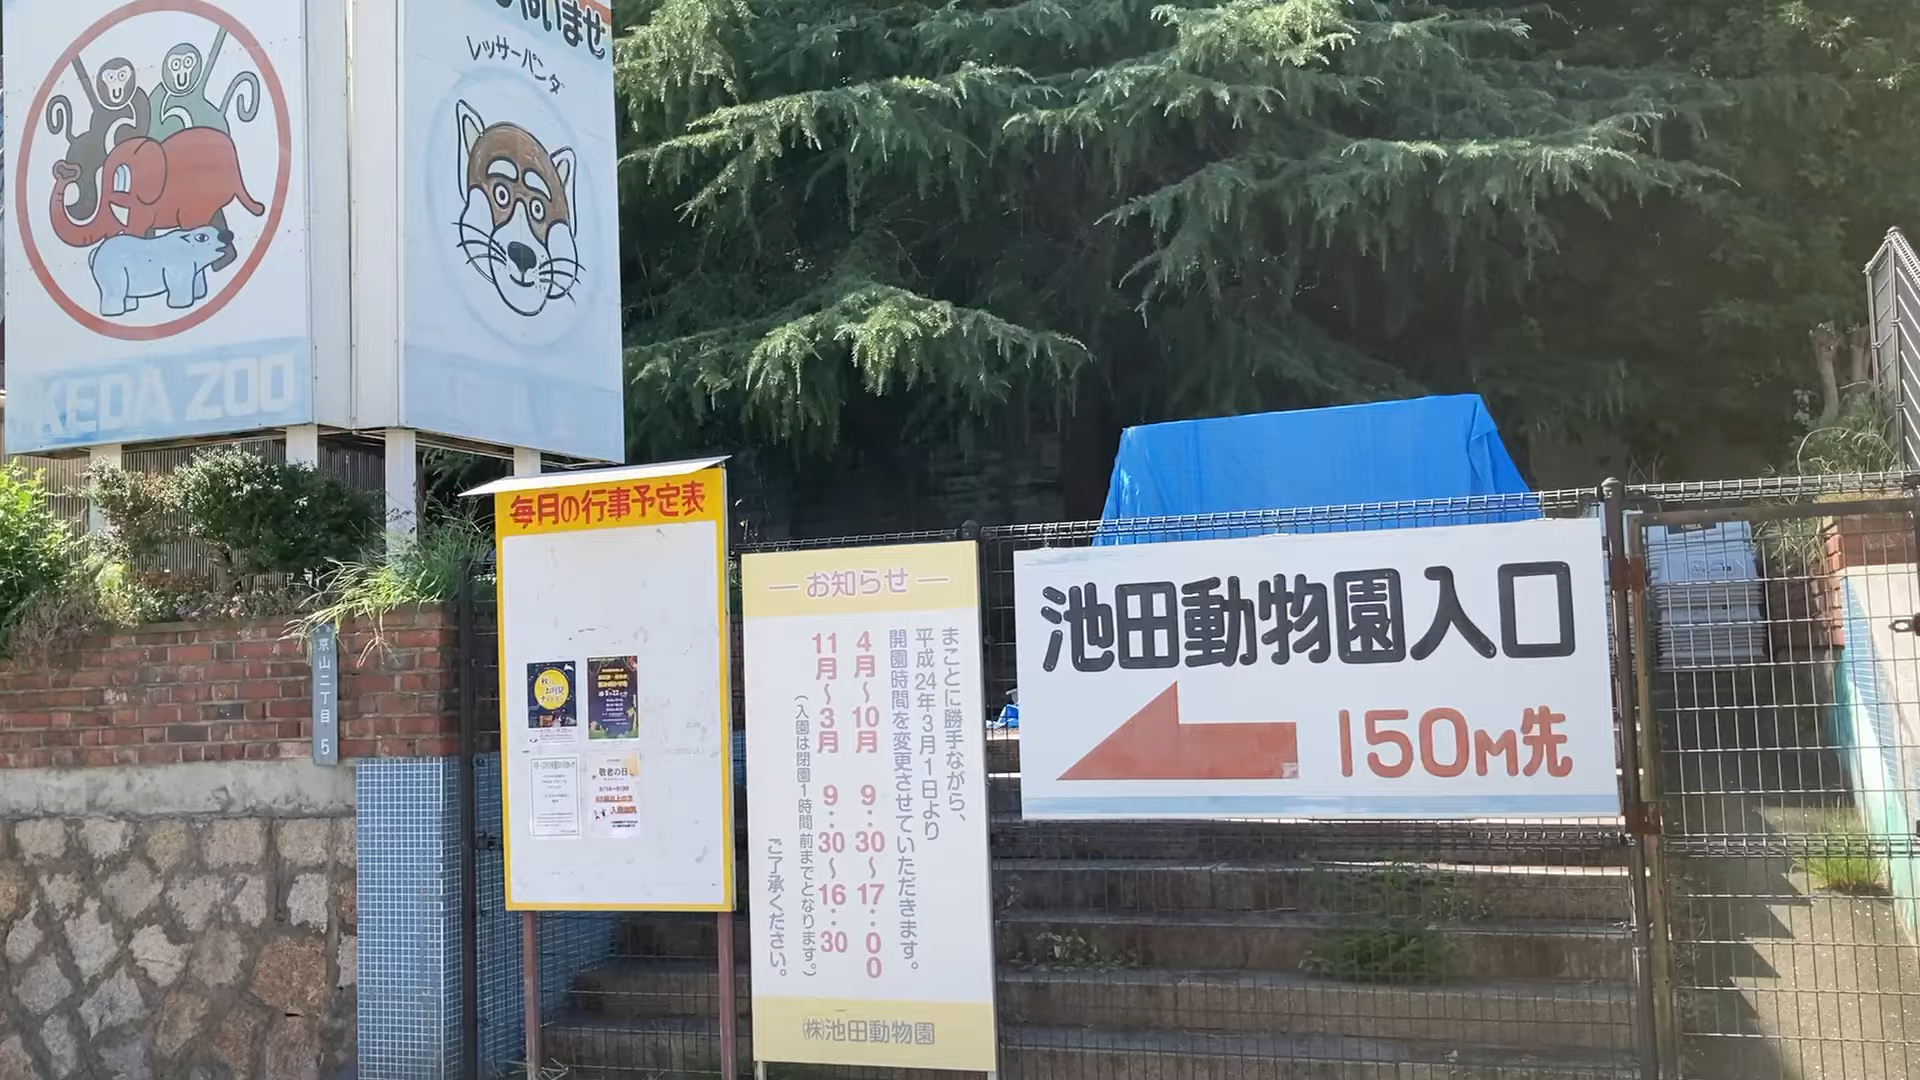 いませ
レッサーパンダ
KEDA ZOO
京山二丁目 5
毎月の行事予定表
敬老の日
お知らせ
まことに勝手ながら、
平成24年3月1日より
開園時間を変更させていただきます。
4月〜10月 9:30〜17:00
11月〜3月 9:30〜16:30
(入園は閉園1時間前までとなります。)
ご了承ください。
㈱池田動物園
池田動物園入口
150M先